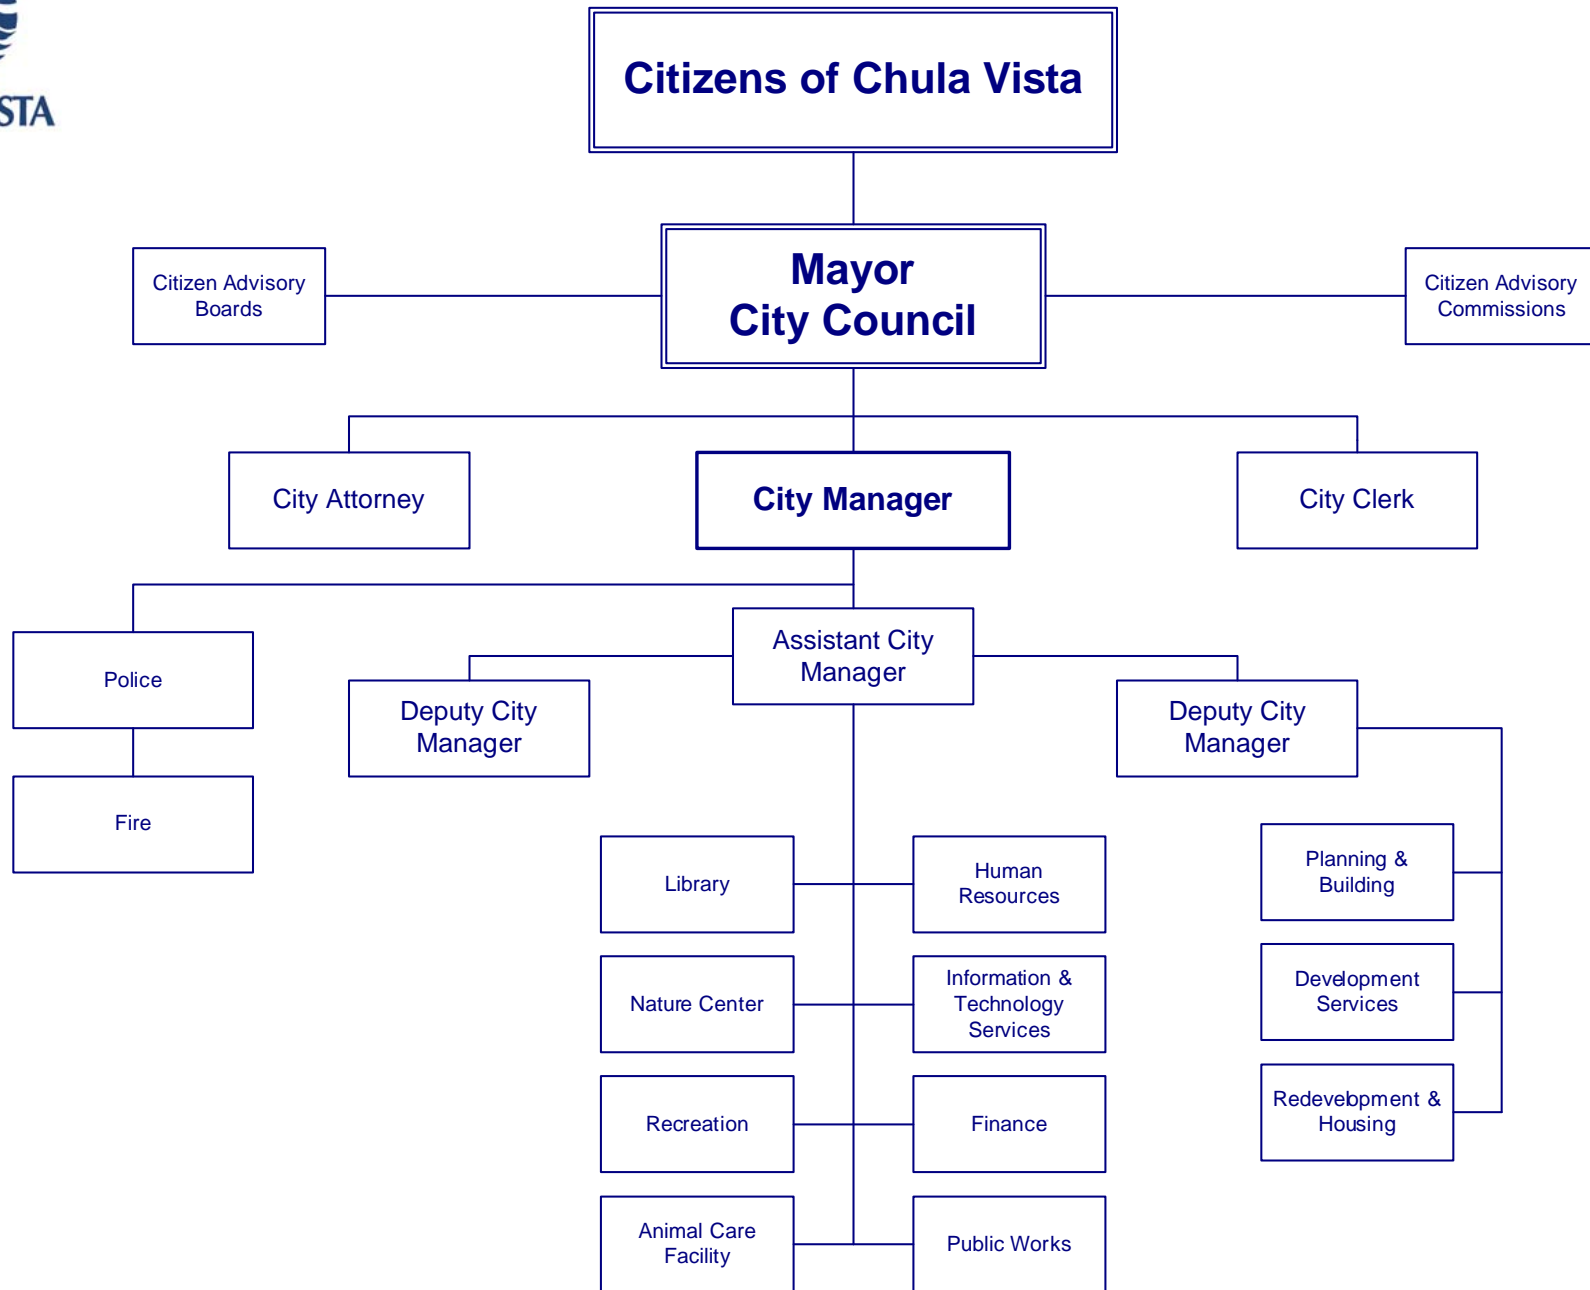 STA
Citizens of Chula Vista
Citizen Advisory
Boards
Mayor
City Council
Citizen Advisory
Commissions
City Attorney
City Manager
City Clerk
Police
Fire
Assistant City
Manager
Deputy City
Manager
Deputy City
Manager
Library
Human
Resources
Planning &
Building
Nature Center
Information &
Technology
Services
Development
Services
Recreation
Finance
Redevelopment &
Housing
Animal Care
Facility
Public Works